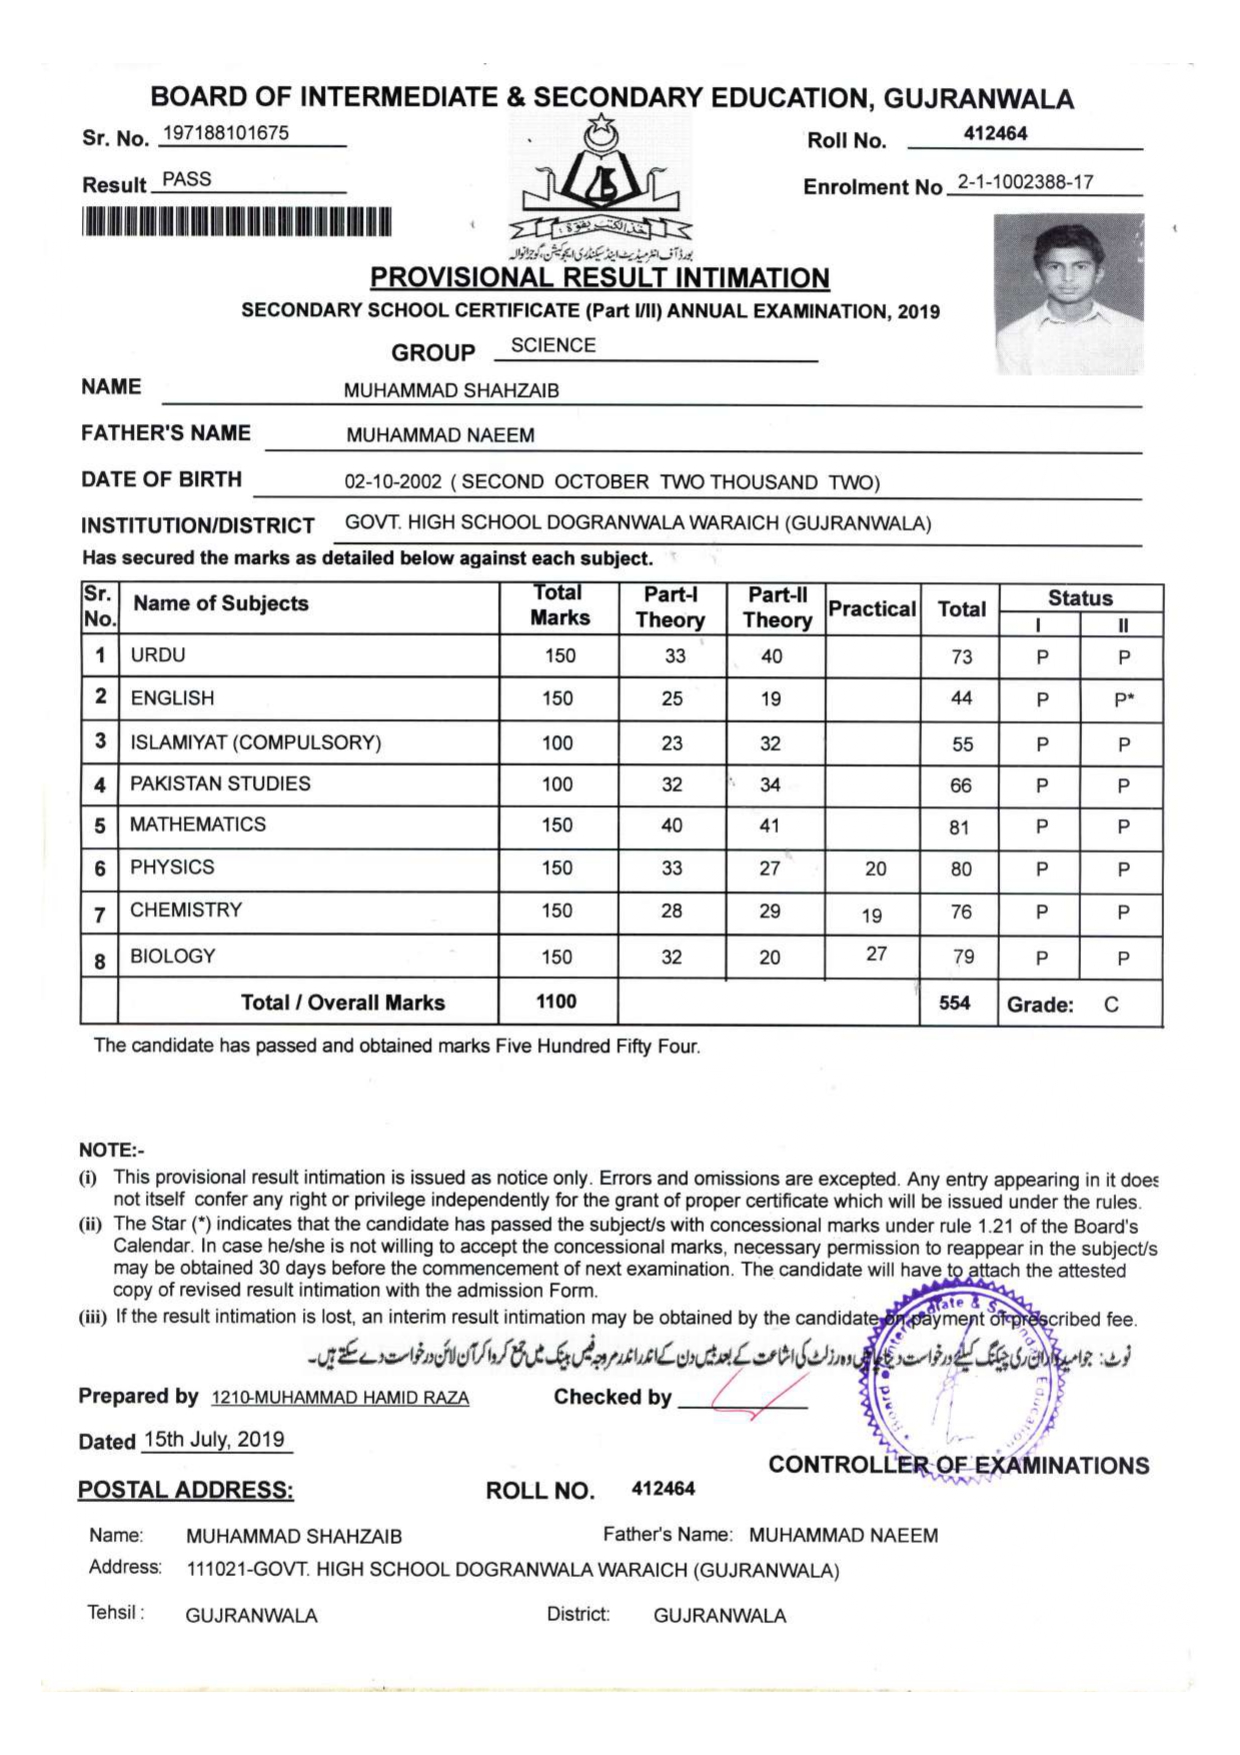 BOARD OF INTERMEDIATE & SECONDARY EDUCATION, GUJRANWALA
Sr. No. 197188101675
Roll No. 412464
Result PASS
Enrolment No 2-1-1002388-17
بورڈ آف انٹرمیڈیٹ اینڈ سیکنڈری ایجوکیشن، گوجرانوالہ
PROVISIONAL RESULT INTIMATION
SECONDARY SCHOOL CERTIFICATE (Part I/II) ANNUAL EXAMINATION, 2019
GROUP SCIENCE
NAME MUHAMMAD SHAHZAIB
FATHER'S NAME MUHAMMAD NAEEM
DATE OF BIRTH 02-10-2002 ( SECOND OCTOBER TWO THOUSAND TWO)
INSTITUTION/DISTRICT GOVT. HIGH SCHOOL DOGRANWALA WARAICH (GUJRANWALA)
Has secured the marks as detailed below against each subject.
Sr. No. Name of Subjects Total Marks Part-I Theory Part-II Theory Practical Total Status I II
1 URDU 150 33 40 73 P P
2 ENGLISH 150 25 19 44 P P*
3 ISLAMIYAT (COMPULSORY) 100 23 32 55 P P
4 PAKISTAN STUDIES 100 32 34 66 P P
5 MATHEMATICS 150 40 41 81 P P
6 PHYSICS 150 33 27 20 80 P P
7 CHEMISTRY 150 28 29 19 76 P P
8 BIOLOGY 150 32 20 27 79 P P
Total / Overall Marks 1100 554 Grade: C
The candidate has passed and obtained marks Five Hundred Fifty Four.
NOTE:-
(i) This provisional result intimation is issued as notice only. Errors and omissions are excepted. Any entry appearing in it does
not itself confer any right or privilege independently for the grant of proper certificate which will be issued under the rules.
(ii) The Star (*) indicates that the candidate has passed the subject/s with concessional marks under rule 1.21 of the Board's
Calendar. In case he/she is not willing to accept the concessional marks, necessary permission to reappear in the subject/s
may be obtained 30 days before the commencement of next examination. The candidate will have to attach the attested
copy of revised result intimation with the admission Form.
(iii) If the result intimation is lost, an interim result intimation may be obtained by the candidate on payment of prescribed fee.
نوٹ: جو امیدواران ری چیکنگ کیلئے درخواست دینا چاہیں وہ رزلٹ کی اشاعت کے بعد بیس دن کے اندر اندر مروجہ فیس بینک میں جمع کروا کر آن لائن درخواست دے سکتے ہیں۔
Prepared by 1210-MUHAMMAD HAMID RAZA
Checked by
Board of Intermediate & Secondary Education
Dated 15th July, 2019
CONTROLLER OF EXAMINATIONS
POSTAL ADDRESS:
ROLL NO. 412464
Name: MUHAMMAD SHAHZAIB Father's Name: MUHAMMAD NAEEM
Address: 111021-GOVT. HIGH SCHOOL DOGRANWALA WARAICH (GUJRANWALA)
Tehsil : GUJRANWALA District: GUJRANWALA